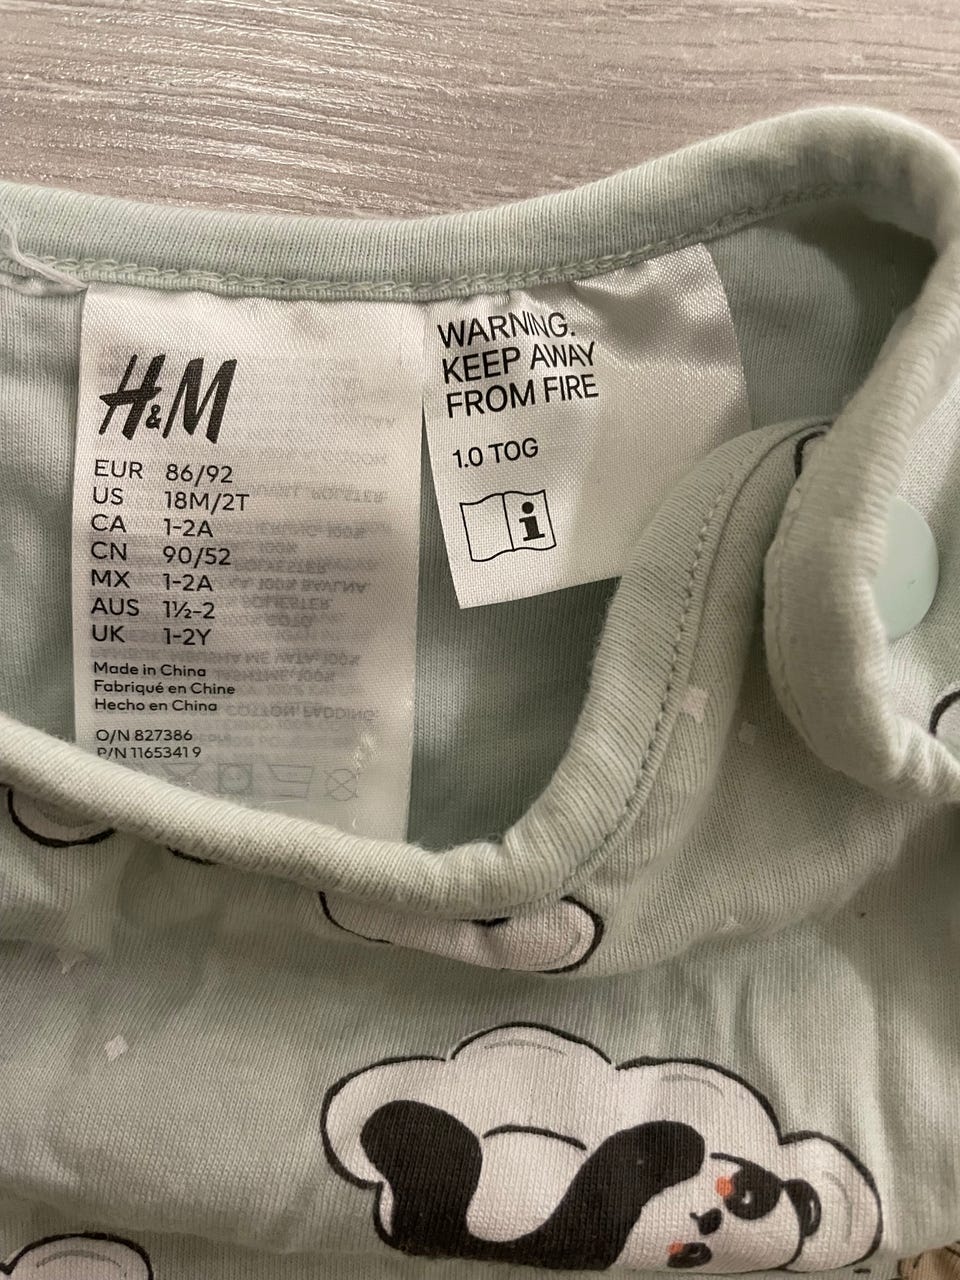 H&M
EUR 86/92
US 18M/2T
CA 1-2A
CN 90/52
MX 1-2A
AUS 1½-2
UK 1-2Y
Made in China
Fabriqué en Chine
Hecho en China
O/N 827386
P/N 11653419
WARNING.
KEEP AWAY
FROM FIRE
1.0 TOG
i